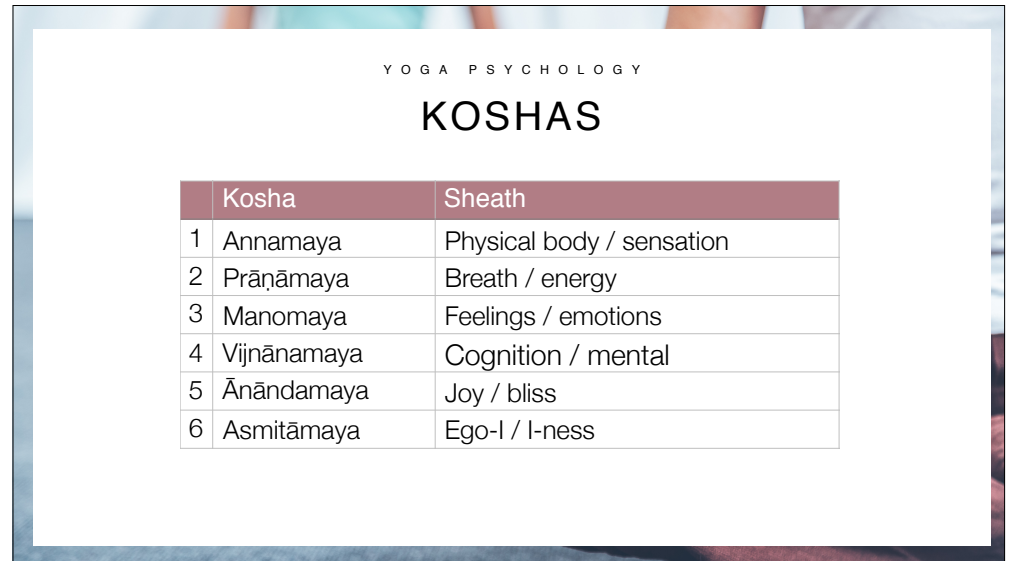 YOGA PSYCHOLOGY
KOSHAS
Kosha Sheath
1 Annamaya Physical body / sensation
2 Prāṇāmaya Breath / energy
3 Manomaya Feelings / emotions
4 Vijnānamaya Cognition / mental
5 Ānāndamaya Joy / bliss
6 Asmitāmaya Ego-I / I-ness